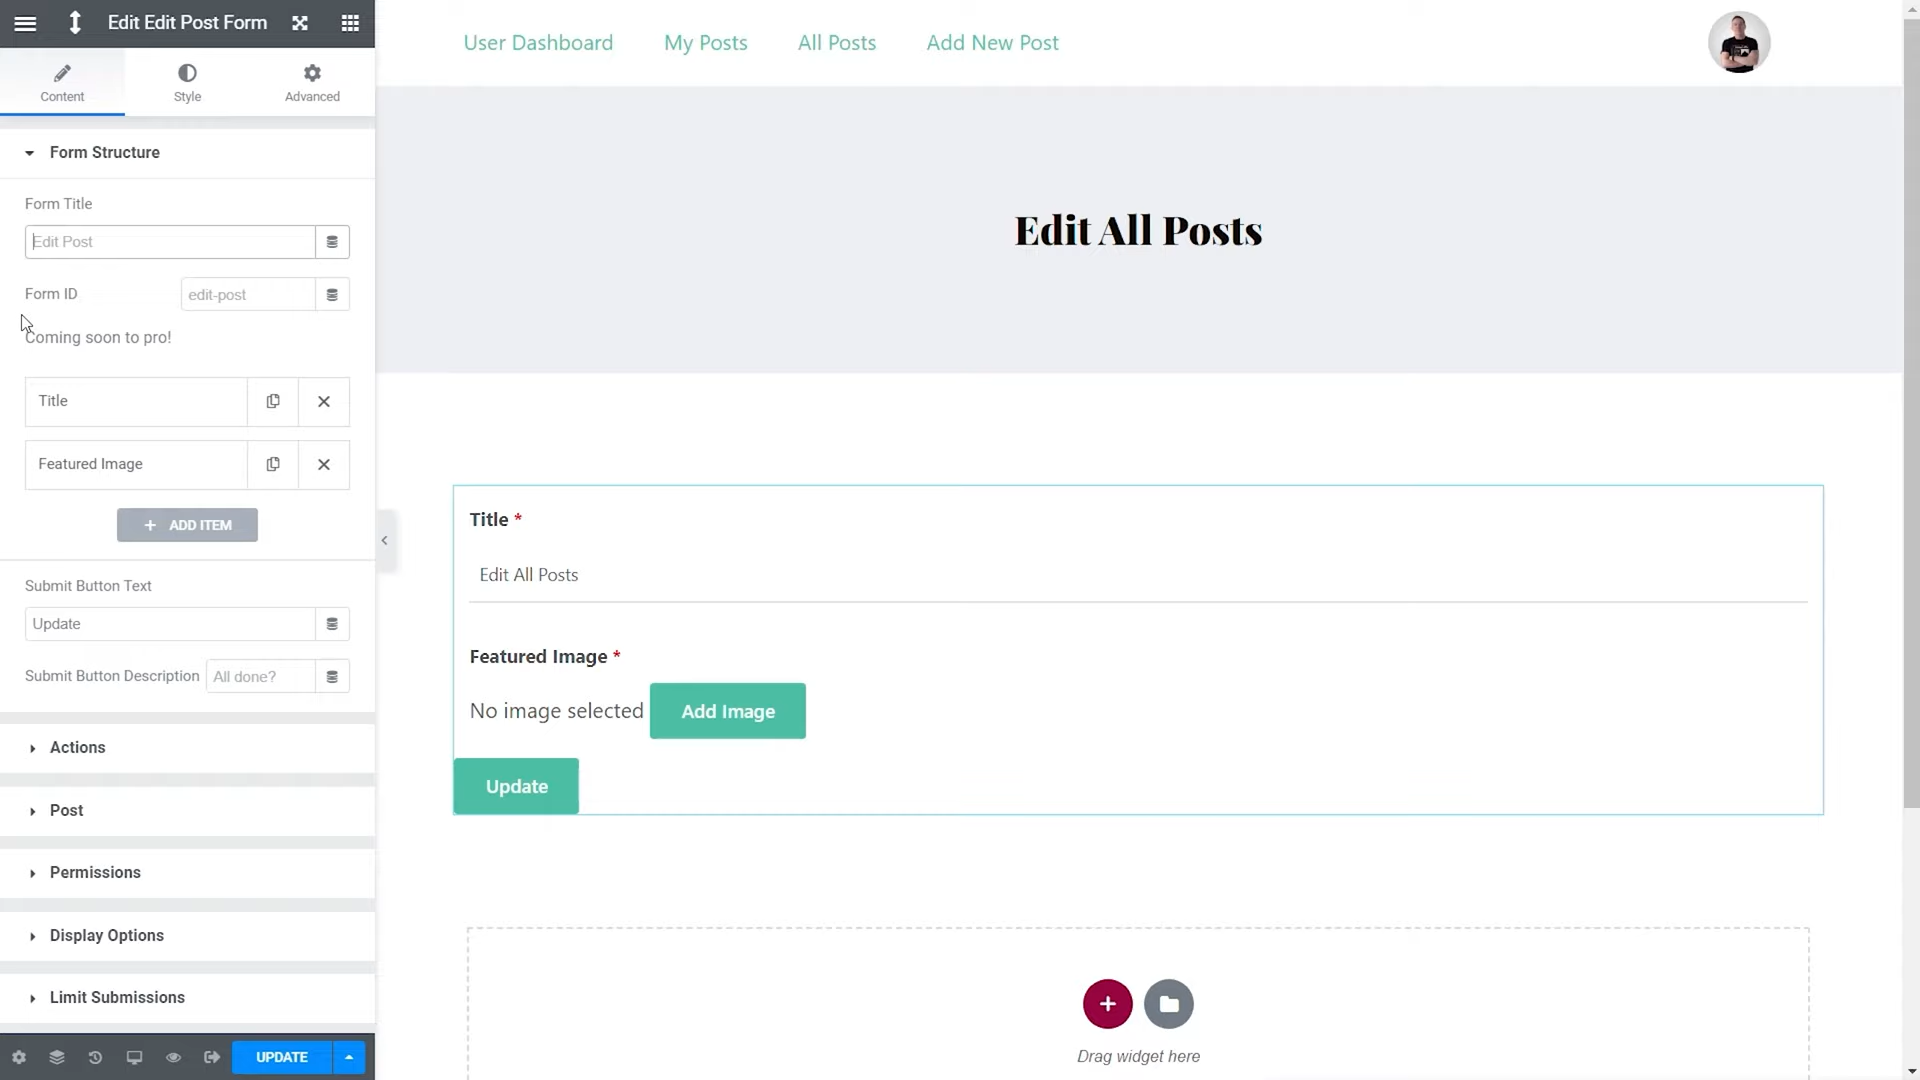 Edit Edit Post Form
Content
Style
Advanced
Form Structure
Form Title
Edit Post
Form ID
edit-post
Coming soon to pro!
Title
Featured Image
ADD ITEM
Submit Button Text
Update
Submit Button Description
All done?
Actions
Post
Permissions
Display Options
Limit Submissions
UPDATE
User Dashboard
My Posts
All Posts
Add New Post
Edit All Posts
Title *
Edit All Posts
Featured Image *
No image selected
Add Image
Update
Drag widget here